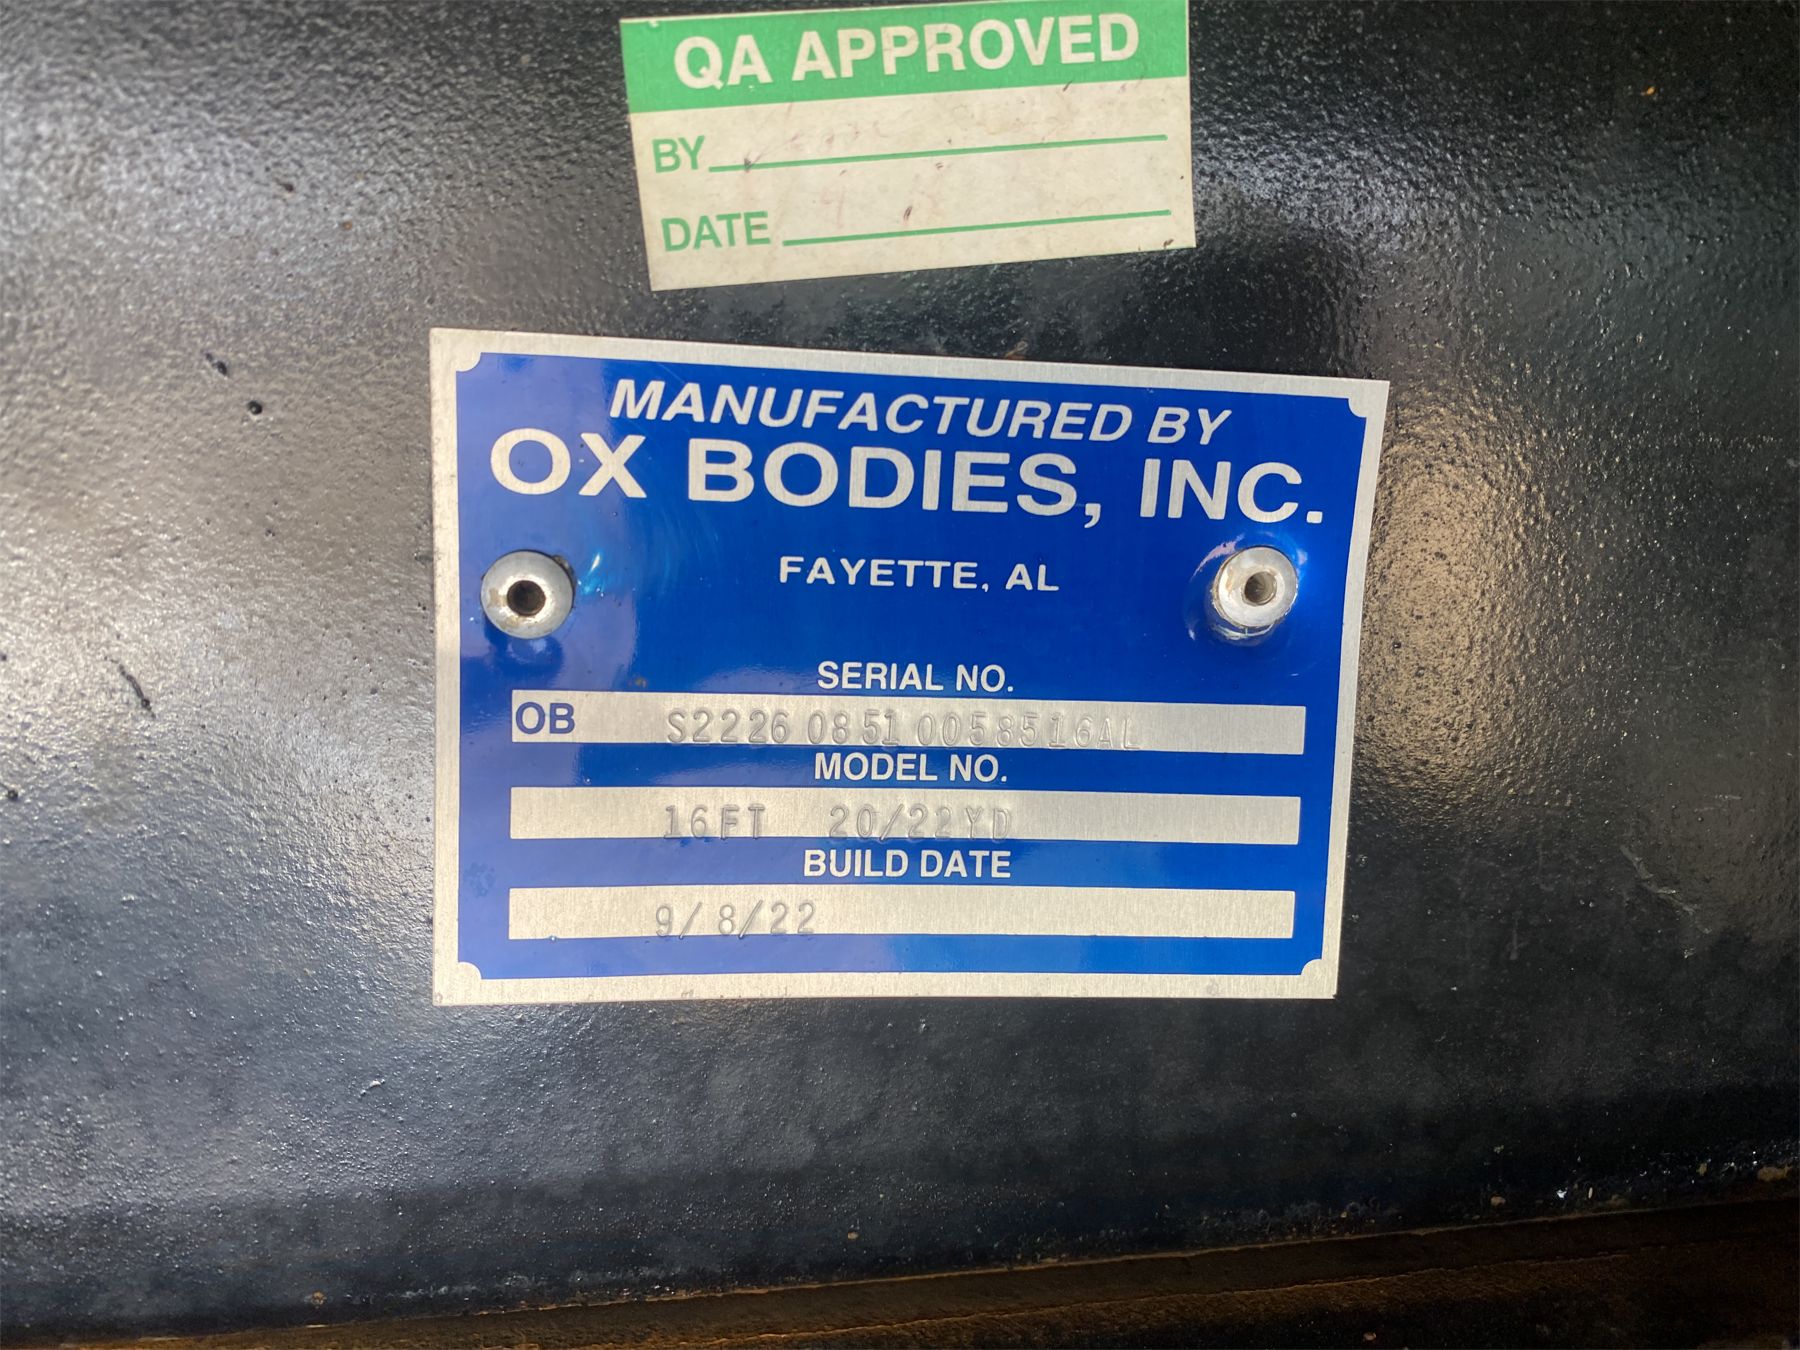 QA APPROVED
BY
DATE
MANUFACTURED BY
OX BODIES, INC.
FAYETTE, AL
SERIAL NO.
OB S2226 0851 0058516AL
MODEL NO.
16FT 20/22YD
BUILD DATE
9/8/22